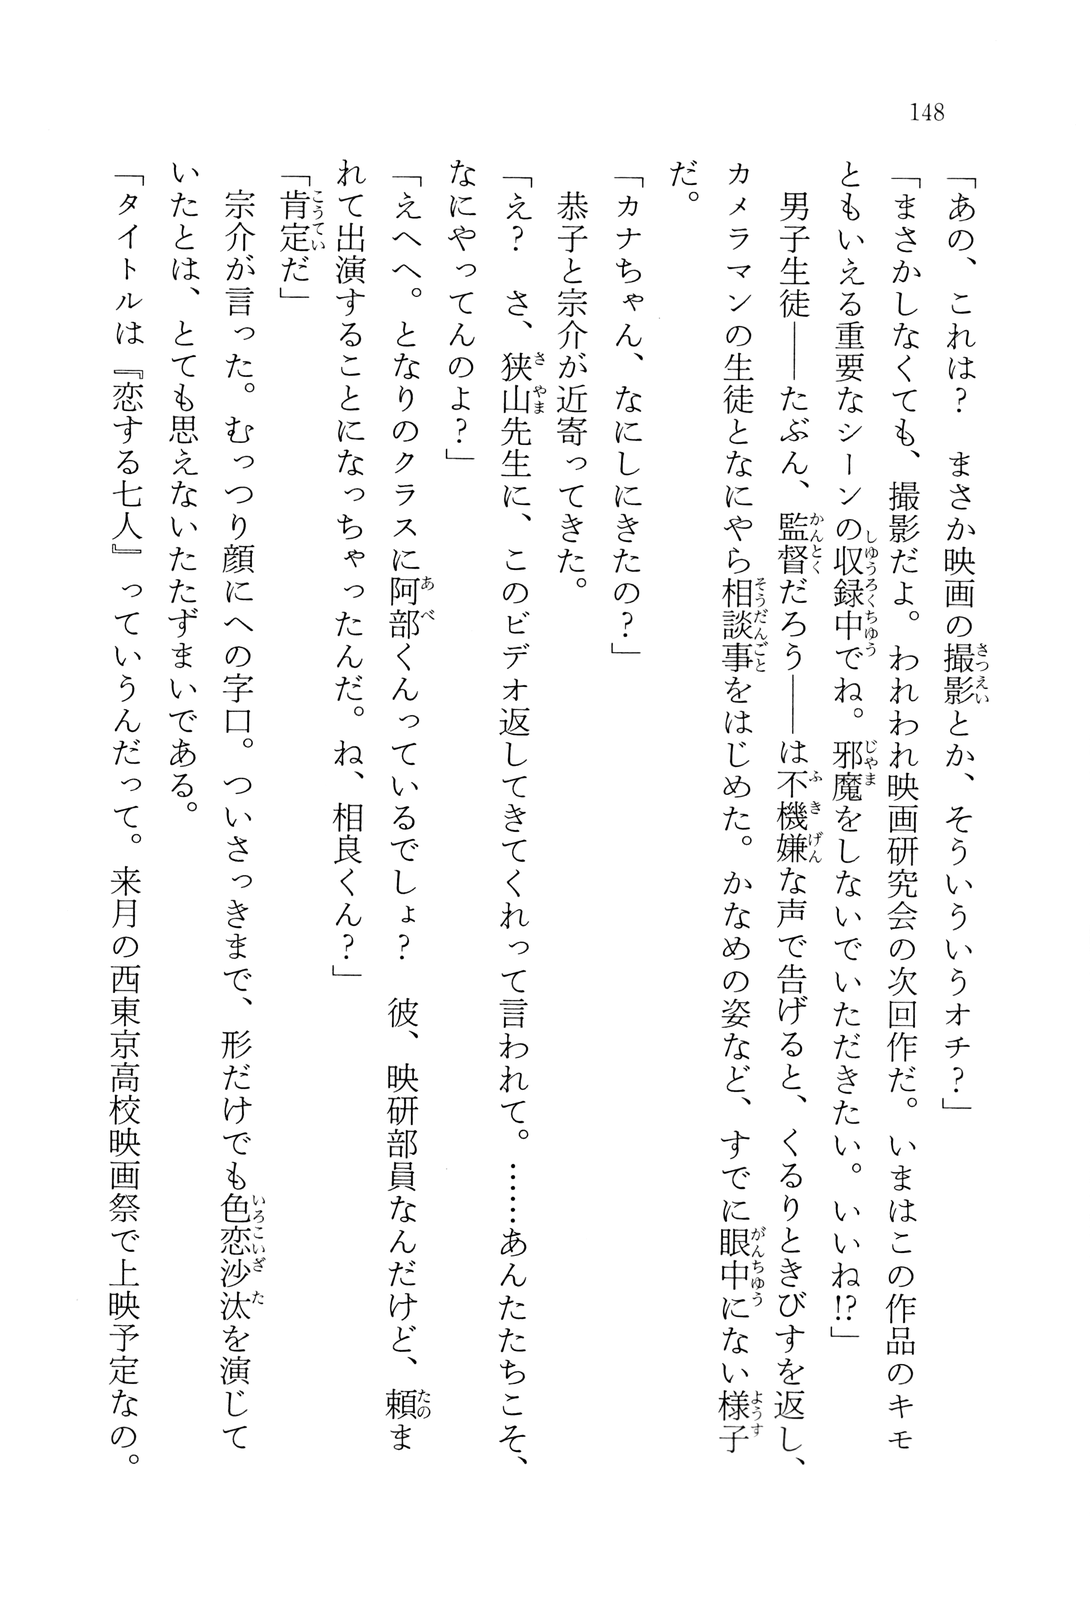 148
「あの、これは？　まさか映画の撮影とか、そういういうオチ？」
「まさかしなくても、撮影だよ。われわれ映画研究会の次回作だ。いまはこの作品のキモ
ともいえる重要なシーンの収録中でね。邪魔をしないでいただきたい。いいね!?」
　男子生徒――たぶん、監督だろう――は不機嫌な声で告げると、くるりときびすを返し、
カメラマンの生徒となにやら相談事をはじめた。かなめの姿など、すでに眼中にない様子
だ。
「カナちゃん、なにしにきたの？」
　恭子と宗介が近寄ってきた。
「え？　さ、狭山先生に、このビデオ返してきてくれって言われて。……あんたたちこそ、
なにやってんのよ？」
「えへへ。となりのクラスに阿部くんっているでしょ？　彼、映研部員なんだけど、頼ま
れて出演することになっちゃったんだ。ね、相良くん？」
「肯定だ」
　宗介が言った。むっつり顔にへの字口。ついさっきまで、形だけでも色恋沙汰を演じて
いたとは、とても思えないたたずまいである。
「タイトルは『恋する七人』っていうんだって。来月の西東京高校映画祭で上映予定なの。